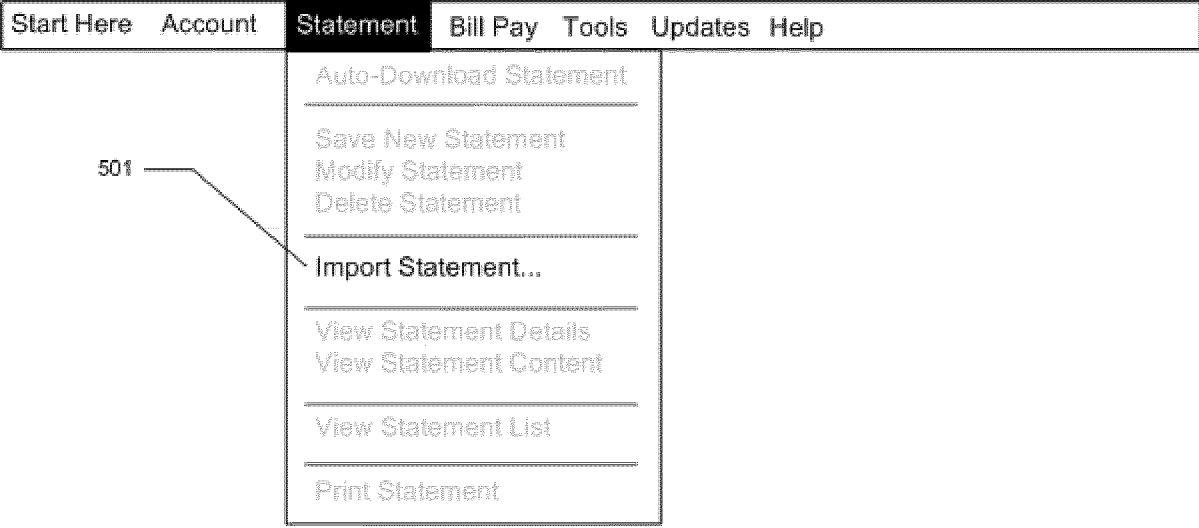 Start Here Account Statement Bill Pay Tools Updates Help
Auto-Download Statement
Save New Statement
501
Modify Statement
Delete Statement
Import Statement...
View Statement Details
View Statement Content
View Statement List
Print Statement